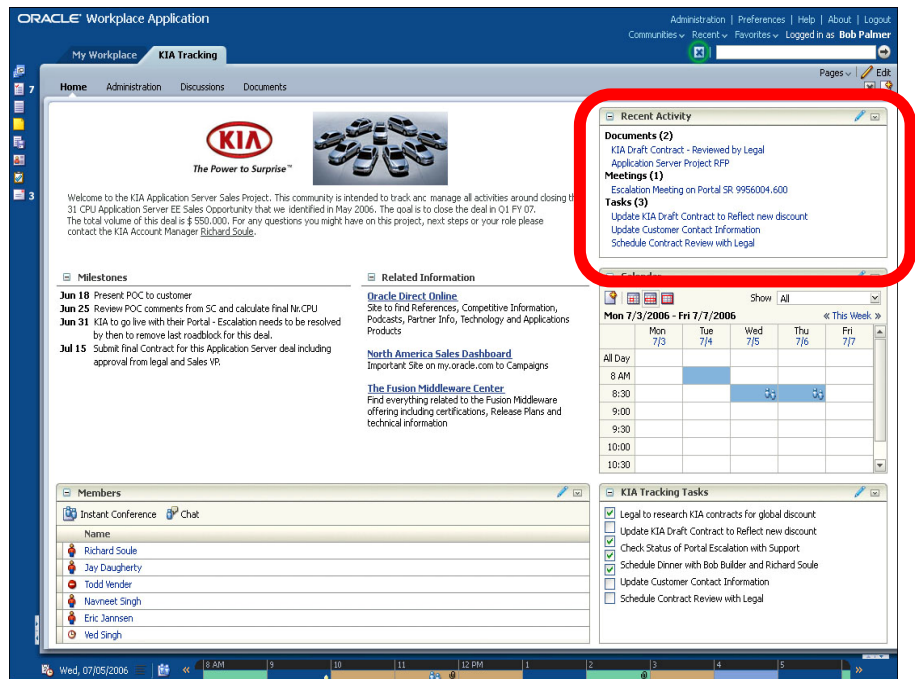 ORACLE' Workplace Application
Administration | Preferences | Help | About | Logout
Communities Recent Favorites Logged in as Bob Palmer
My Workplace KIA Tracking
Pages Edit
7
Home Administration Discussions Documents
KIA
The Power to Surprise™
Welcome to the KIA Application Server Sales Project. This community is intended to track anc manage all activities around closing th
31 CPU Application Server EE Sales Opportunity that we identified in May 2006. The goal is to close the deal in Q1 FY 07.
The total volume of this deal is $ 550.000. For any questions you might have on this project, next steps or your role please
contact the KIA Account Manager Richard Soule.
3
Recent Activity
Documents (2)
KIA Draft Contract - Reviewed by Legal
Application Server Project RFP
Meetings (1)
Escalation Meeting on Portal SR 9956004.600
Tasks (3)
Update KIA Draft Contract to Reflect new discount
Update Customer Contact Information
Schedule Contract Review with Legal
Milestones
Jun 18 Present POC to customer
Jun 25 Review POC comments from SC and calculate final Nr.CPU
Jun 31 KIA to go live with their Portal - Escalation needs to be resolved
by then to remove last roadblock for this deal.
Jul 15 Submit final Contract for this Application Server deal including
approval from legal and Sales VP.
Related Information
Oracle Direct Online
Site to find References, Competitive Information,
Podcasts, Partner Info, Technology and Applications
Products
North America Sales Dashboard
Important Site on my.oracle.com to Campaigns
The Fusion Middleware Center
Find everything related to the Fusion Middleware
offering including certifications, Release Plans and
technical information
Calendar
Show All
Mon 7/3/2006 - Fri 7/7/2006 « This Week »
Mon Tue Wed Thu Fri
7/3 7/4 7/5 7/6 7/7
All Day
8 AM
8:30
9:00
9:30
10:00
10:30
Members
Instant Conference Chat
Name
Richard Soule
Jay Daugherty
Todd Vender
Navneet Singh
Eric Jannsen
Ved Singh
KIA Tracking Tasks
Legal to research KIA contracts for global discount
Update KIA Draft Contract to Reflect new discount
Check Status of Portal Escalation with Support
Schedule Dinner with Bob Builder and Richard Soule
Update Customer Contact Information
Schedule Contract Review with Legal
Wed, 07/05/2006 « 8 AM 9 10 11 12 PM 1 2 3 4 5 »